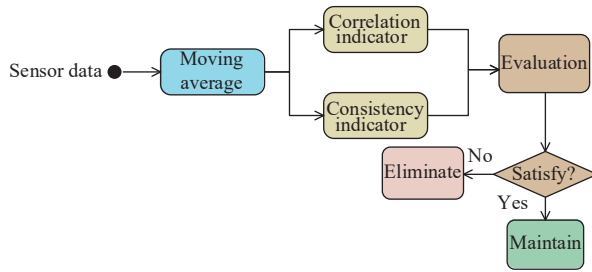 Sensor data
Moving
average
Correlation
indicator
Consistency
indicator
Evaluation
Satisfy?
No
Eliminate
Yes
Maintain